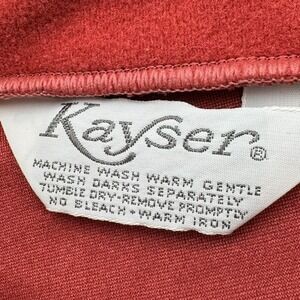 Kayser®
MACHINE WASH WARM GENTLE
WASH DARKS SEPARATELY
TUMBLE DRY-REMOVE PROMPTLY
NO BLEACH - WARM IRON